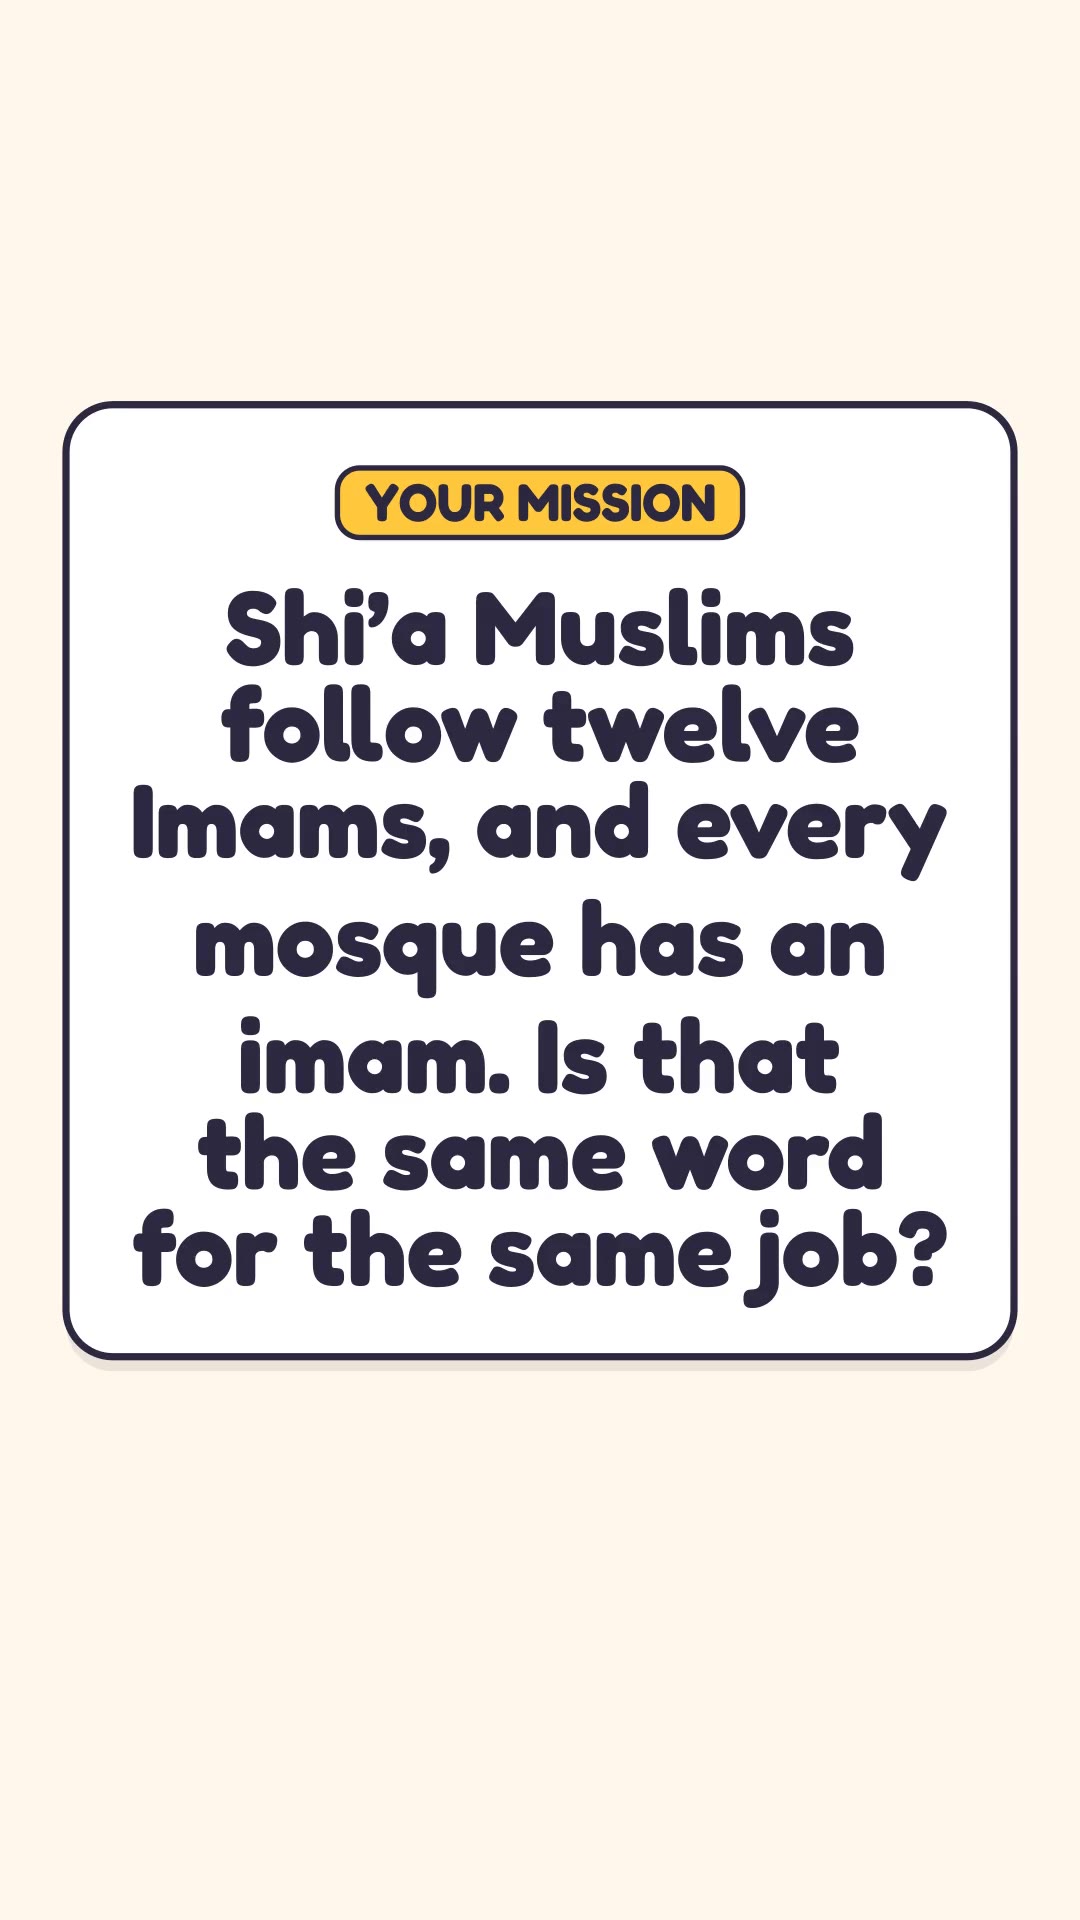 YOUR MISSION
Shi’a Muslims
follow twelve
Imams, and every
mosque has an
imam. Is that
the same word
for the same job?